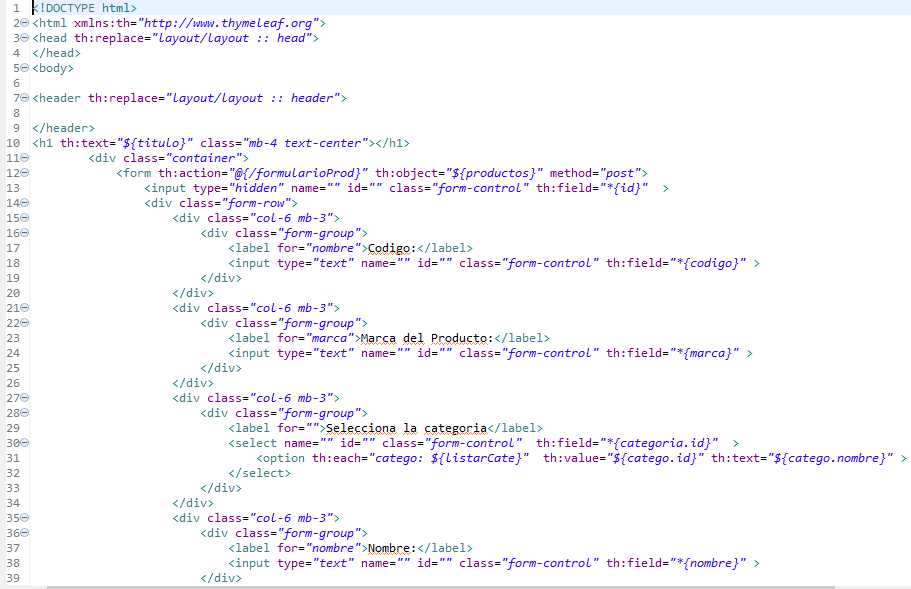 1 <!DOCTYPE html>
2 <html xmlns:th="http://www.thymeleaf.org">
3 <head th:replace="layout/layout :: head">
4 </head>
5 <body>
6
7 <header th:replace="layout/layout :: header">
8
9 </header>
10 <h1 th:text="${titulo}" class="mb-4 text-center"></h1>
11 <div class="container">
12 <form th:action="@{/formularioProd}" th:object="${productos}" method="post">
13 <input type="hidden" name="" id="" class="form-control" th:field="*{id}"  >
14 <div class="form-row">
15 <div class="col-6 mb-3">
16 <div class="form-group">
17 <label for="nombre">Codigo:</label>
18 <input type="text" name="" id="" class="form-control" th:field="*{codigo}" >
19 </div>
20 </div>
21 <div class="col-6 mb-3">
22 <div class="form-group">
23 <label for="marca">Marca del Producto:</label>
24 <input type="text" name="" id="" class="form-control" th:field="*{marca}" >
25 </div>
26 </div>
27 <div class="col-6 mb-3">
28 <div class="form-group">
29 <label for="">Selecciona la categoria</label>
30 <select name="" id="" class="form-control"  th:field="*{categoria.id}"  >
31 <option th:each="catego: ${listarCate}"  th:value="${catego.id}" th:text="${catego.nombre}" >
32 </select>
33 </div>
34 </div>
35 <div class="col-6 mb-3">
36 <div class="form-group">
37 <label for="nombre">Nombre:</label>
38 <input type="text" name="" id="" class="form-control" th:field="*{nombre}" >
39 </div>